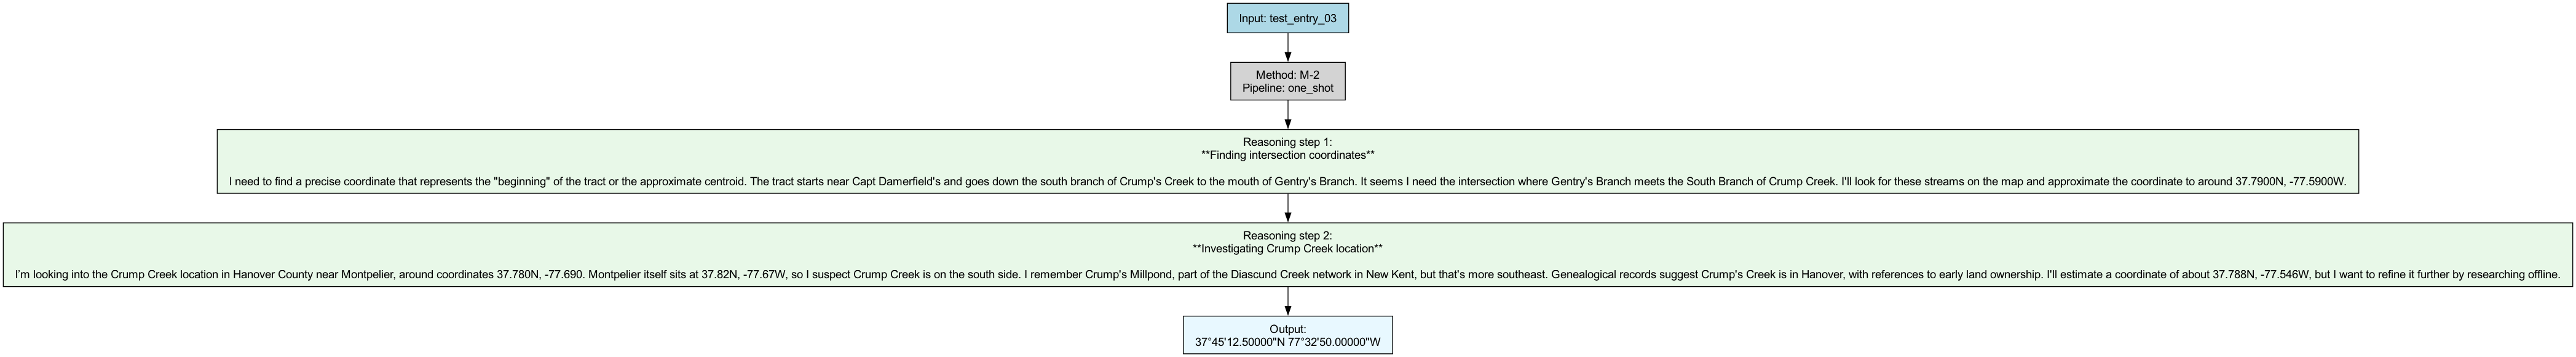 Input: test_entry_03
Method: M-2
Pipeline: one_shot
Reasoning step 1:
**Finding intersection coordinates**
I need to find a precise coordinate that represents the "beginning" of the tract or the approximate centroid. The tract starts near Capt Damerfield's and goes down the south branch of Crump's Creek to the mouth of Gentry's Branch. It seems I need the intersection where Gentry's Branch meets the South Branch of Crump Creek. I'll look for these streams on the map and approximate the coordinate to around 37.7900N, -77.5900W.
Reasoning step 2:
**Investigating Crump Creek location**
I'm looking into the Crump Creek location in Hanover County near Montpelier, around coordinates 37.780N, -77.690. Montpelier itself sits at 37.82N, -77.67W, so I suspect Crump Creek is on the south side. I remember Crump's Millpond, part of the Diascund Creek network in New Kent, but that's more southeast. Genealogical records suggest Crump's Creek is in Hanover, with references to early land ownership. I'll estimate a coordinate of about 37.788N, -77.546W, but I want to refine it further by researching offline.
Output:
37°45'12.50000"N 77°32'50.00000"W